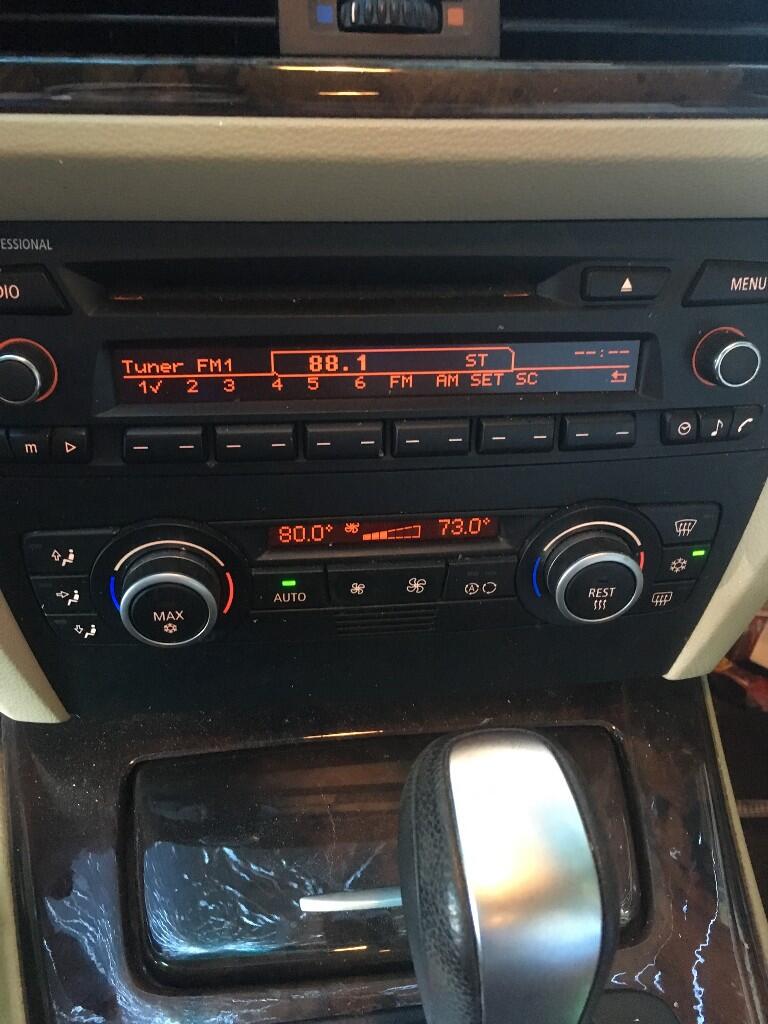 ESSIONAL
DIO
MENU
Tuner FM1 88.1 ST --:--
1✓ 2 3 4 5 6 FM AM SET SC
m
80.0° 73.0°
AUTO
A
MAX
REST